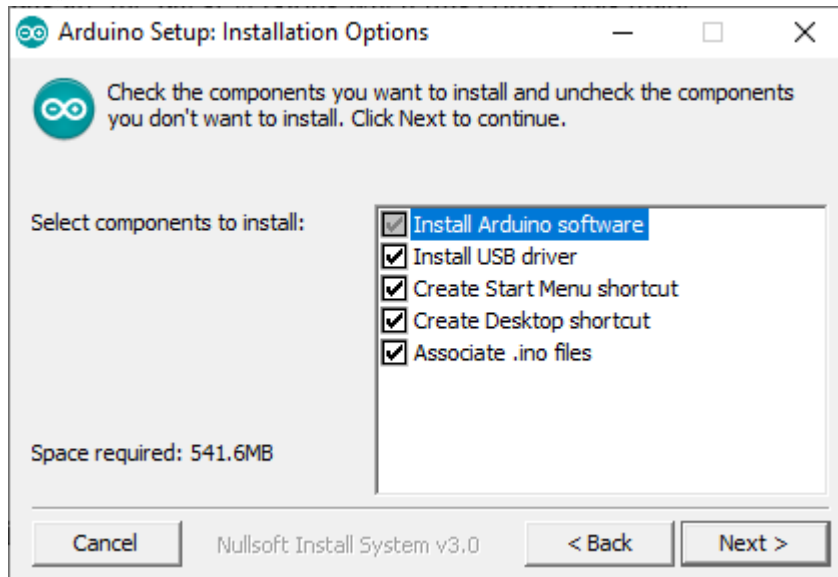 Arduino Setup: Installation Options
Check the components you want to install and uncheck the components
you don't want to install. Click Next to continue.
Select components to install:
Install Arduino software
Install USB driver
Create Start Menu shortcut
Create Desktop shortcut
Associate .ino files
Space required: 541.6MB
Cancel
Nullsoft Install System v3.0
< Back
Next >